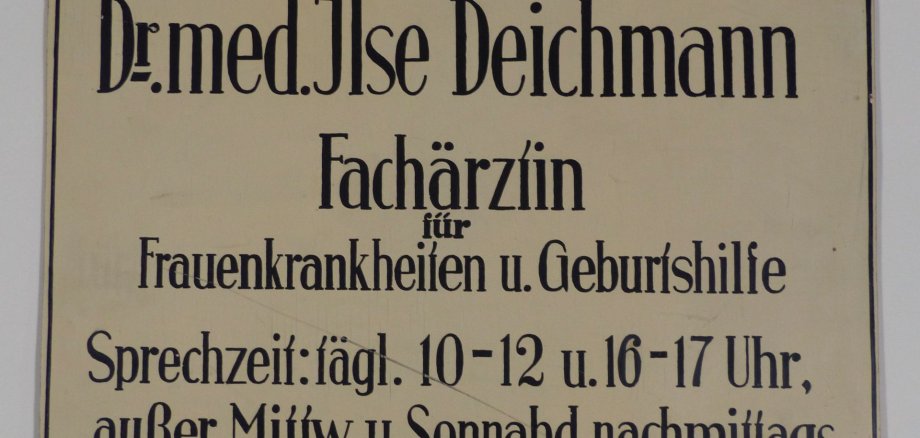 Dr. med. Ilse Deichmann
Fachärztin
für
Frauenkrankheiten u. Geburtshilfe
Sprechzeit: tägl. 10-12 u. 16-17 Uhr,
außer Mittw. u. Sonnabd. nachmittags